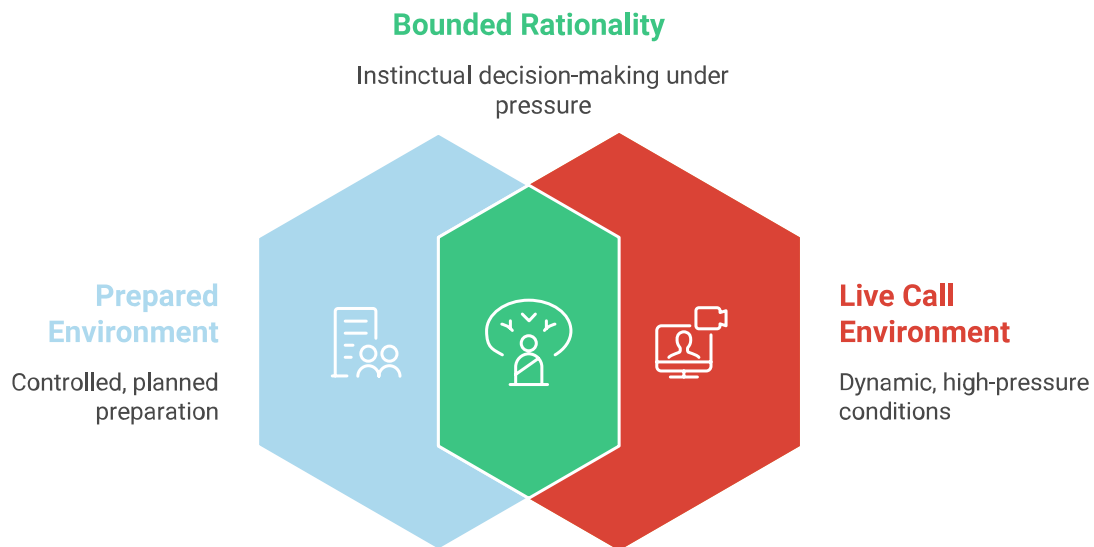 Bounded Rationality
Instinctual decision-making under
pressure
Prepared
Environment
Controlled, planned
preparation
Live Call
Environment
Dynamic, high-pressure
conditions